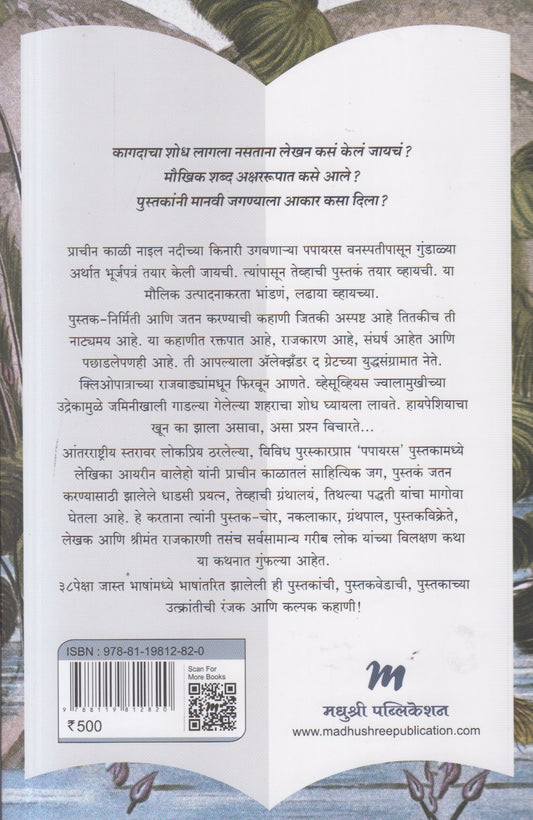 कागदाचा शोध लागला नसताना लेखन कसं केलं जायचं?
मौखिक शब्द अक्षररूपात कसे आले?
पुस्तकांनी मानवी जगण्याला आकार कसा दिला?
प्राचीन काळी नाइल नदीच्या किनारी उगवणाऱ्या पपायरस वनस्पतीपासून गुंडाळ्या
अर्थात भूर्जपत्रं तयार केली जायची. त्यांपासून तेव्हाची पुस्तकं तयार व्हायची. या
मौलिक उत्पादनाकरता भांडणं, लढाया व्हायच्या.
पुस्तक-निर्मिती आणि जतन करण्याची कहाणी जितकी अस्पष्ट आहे तितकीच ती
नाट्यमय आहे. या कहाणीत रक्तपात आहे, राजकारण आहे, संघर्ष आहेत आणि
पछाडलेपणही आहे. ती आपल्याला ॲलेक्झँडर द ग्रेटच्या युद्धसंग्रामात नेते.
क्लिओपात्राच्या राजवाड्यांमधून फिरवून आणते. व्हेसूव्हियस ज्वालामुखीच्या
उद्रेकामुळे जमिनीखाली गाडल्या गेलेल्या शहराचा शोध घ्यायला लावते. हायपेशियाचा
खून का झाला असावा, असा प्रश्न विचारते...
आंतरराष्ट्रीय स्तरावर लोकप्रिय ठरलेल्या, विविध पुरस्कारप्राप्त 'पपायरस' पुस्तकामध्ये
लेखिका आयरीन वालेहो यांनी प्राचीन काळातलं साहित्यिक जग, पुस्तकं जतन
करण्यासाठी झालेले धाडसी प्रयत्न, तेव्हाची ग्रंथालयं, तिथल्या पद्धती यांचा मागोवा
घेतला आहे. हे करताना त्यांनी पुस्तक-चोर, नकलाकार, ग्रंथपाल, पुस्तकविक्रेते,
लेखक आणि श्रीमंत राजकारणी तसंच सर्वसामान्य गरीब लोक यांच्या विलक्षण कथा
या कथनात गुंफल्या आहेत.
३८पेक्षा जास्त भाषांमध्ये भाषांतरित झालेली ही पुस्तकांची, पुस्तकवेडाची, पुस्तकाच्या
उत्क्रांतीची रंजक आणि कल्पक कहाणी!
ISBN : 978-81-19812-82-0
Scan For
More Books
9 788119 812820
₹500
m
मधुश्री पब्लिकेशन
www.madhushreepublication.com